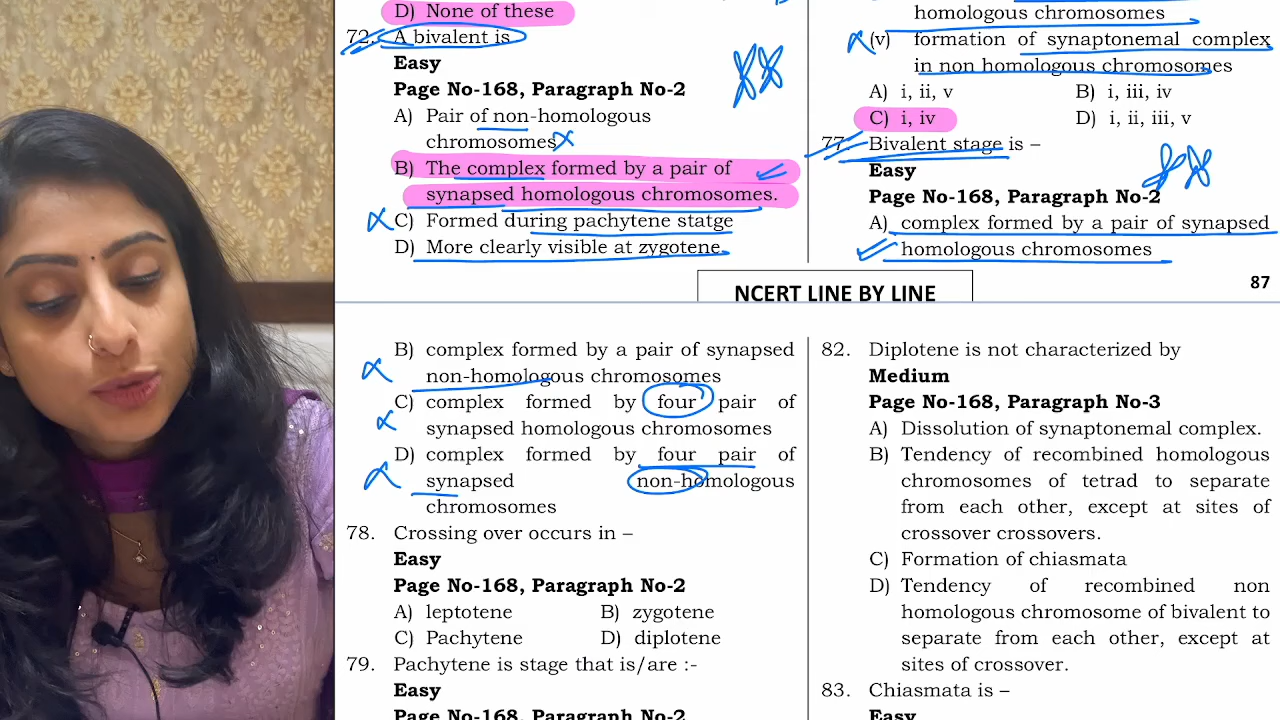 D) None of these
72. A bivalent is
Easy
Page No-168, Paragraph No-2
A) Pair of non-homologous
chromosomes
B) The complex formed by a pair of
synapsed homologous chromosomes.
C) Formed during pachytene statge
D) More clearly visible at zygotene.
homologous chromosomes
(v) formation of synaptonemal complex
in non homologous chromosomes
A) i, ii, v B) i, iii, iv
C) i, iv D) i, ii, iii, v
77. Bivalent stage is –
Easy
Page No-168, Paragraph No-2
A) complex formed by a pair of synapsed
homologous chromosomes
87
NCERT LINE BY LINE
B) complex formed by a pair of synapsed
non-homologous chromosomes
C) complex formed by four pair of
synapsed homologous chromosomes
D) complex formed by four pair of
synapsed non-homologous
chromosomes
78. Crossing over occurs in –
Easy
Page No-168, Paragraph No-2
A) leptotene B) zygotene
C) Pachytene D) diplotene
79. Pachytene is stage that is/are :-
Easy
Page No-168, Paragraph No-2
82. Diplotene is not characterized by
Medium
Page No-168, Paragraph No-3
A) Dissolution of synaptonemal complex.
B) Tendency of recombined homologous
chromosomes of tetrad to separate
from each other, except at sites of
crossover crossovers.
C) Formation of chiasmata
D) Tendency of recombined non
homologous chromosome of bivalent to
separate from each other, except at
sites of crossover.
83. Chiasmata is –
Easy